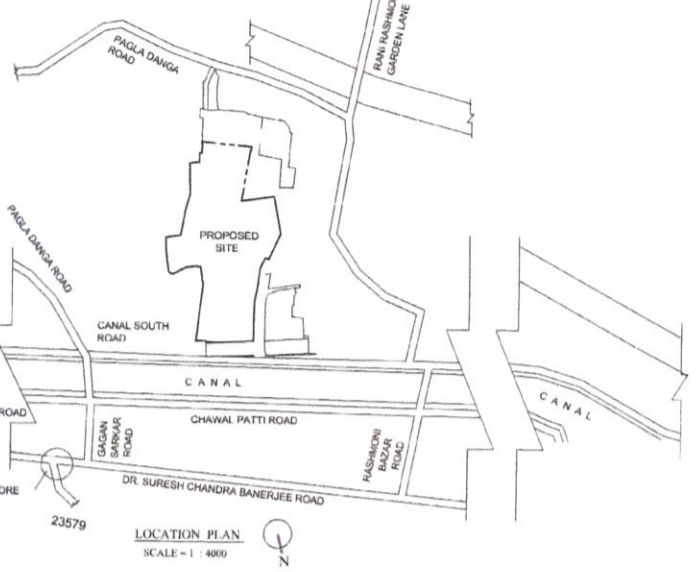 RANI RASHMO
GARDEN LANE
PAGLA DANGA
ROAD
PROPOSED
SITE
PAGLA DANGA ROAD
CANAL SOUTH
ROAD
CANAL
CANAL
ROAD
CHAWAL PATTI ROAD
GAGAN
SARKAR
ROAD
RASHMONI
BAZAR
ROAD
DR. SURESH CHANDRA BANERJEE ROAD
ORE
23579
LOCATION PLAN
SCALE = 1 : 4000
N